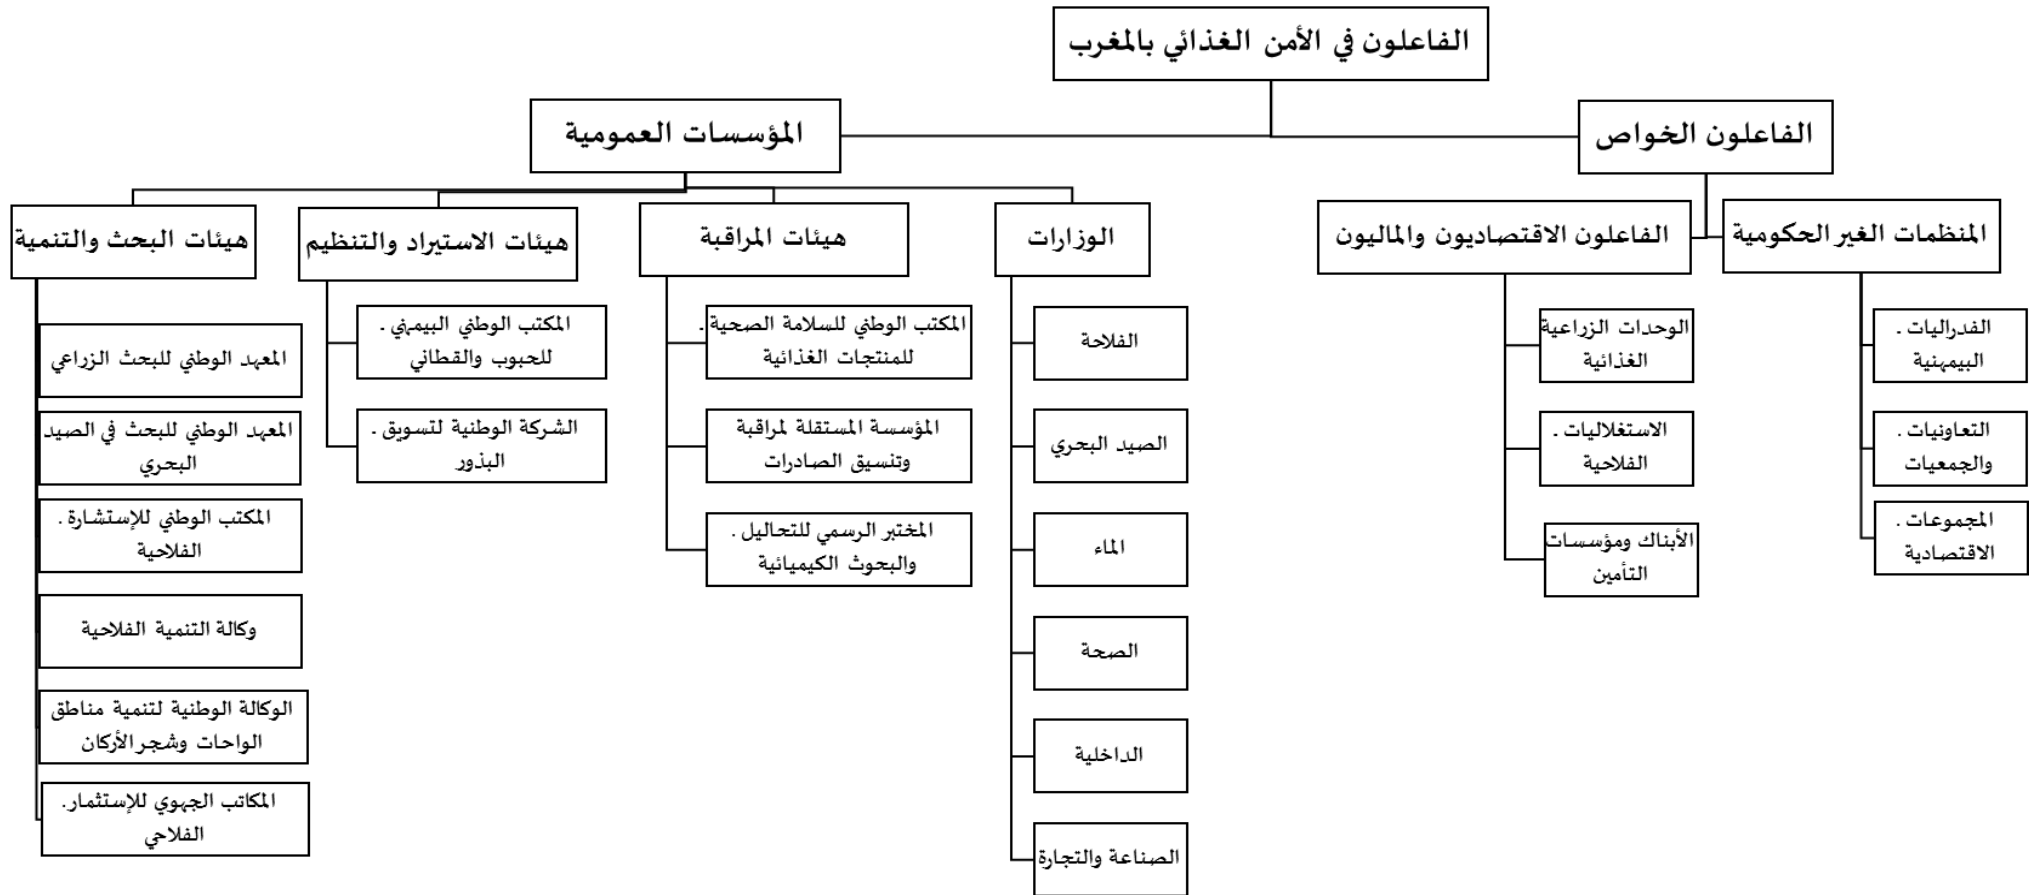 الفاعلون في الأمن الغذائي بالمغرب
الفاعلون الخواص
المؤسسات العمومية
المنظمات الغير الحكومية
الفاعلون الاقتصاديون والماليون
الوزارات
هيئات المراقبة
هيئات الاستيراد والتنظيم
هيئات البحث والتنمية
الفدراليات .
البيمهنية
التعاونيات .
والجمعيات
المجموعات .
الاقتصادية
الوحدات الزراعية
الغذائية
الاستغلاليات .
الفلاحية
الأبناك ومؤسسات
التأمين
الفلاحة
الصيد البحري
الماء
الصحة
الداخلية
الصناعة والتجارة
المكتب الوطني للسلامة الصحية .
للمنتجات الغذائية
المؤسسة المستقلة لمراقبة
وتنسيق الصادرات
المختبر الرسمي للتحاليل .
والبحوث الكيميائية
المكتب الوطني البيمهني .
للحبوب والقطاني
الشركة الوطنية لتسويق .
البذور
المعهد الوطني للبحث الزراعي
المعهد الوطني للبحث في الصيد
البحري
المكتب الوطني للإستشارة .
الفلاحية
وكالة التنمية الفلاحية
الوكالة الوطنية لتنمية مناطق
الواحات وشجر الأركان
المكاتب الجهوي للإستثمار.
الفلاحي